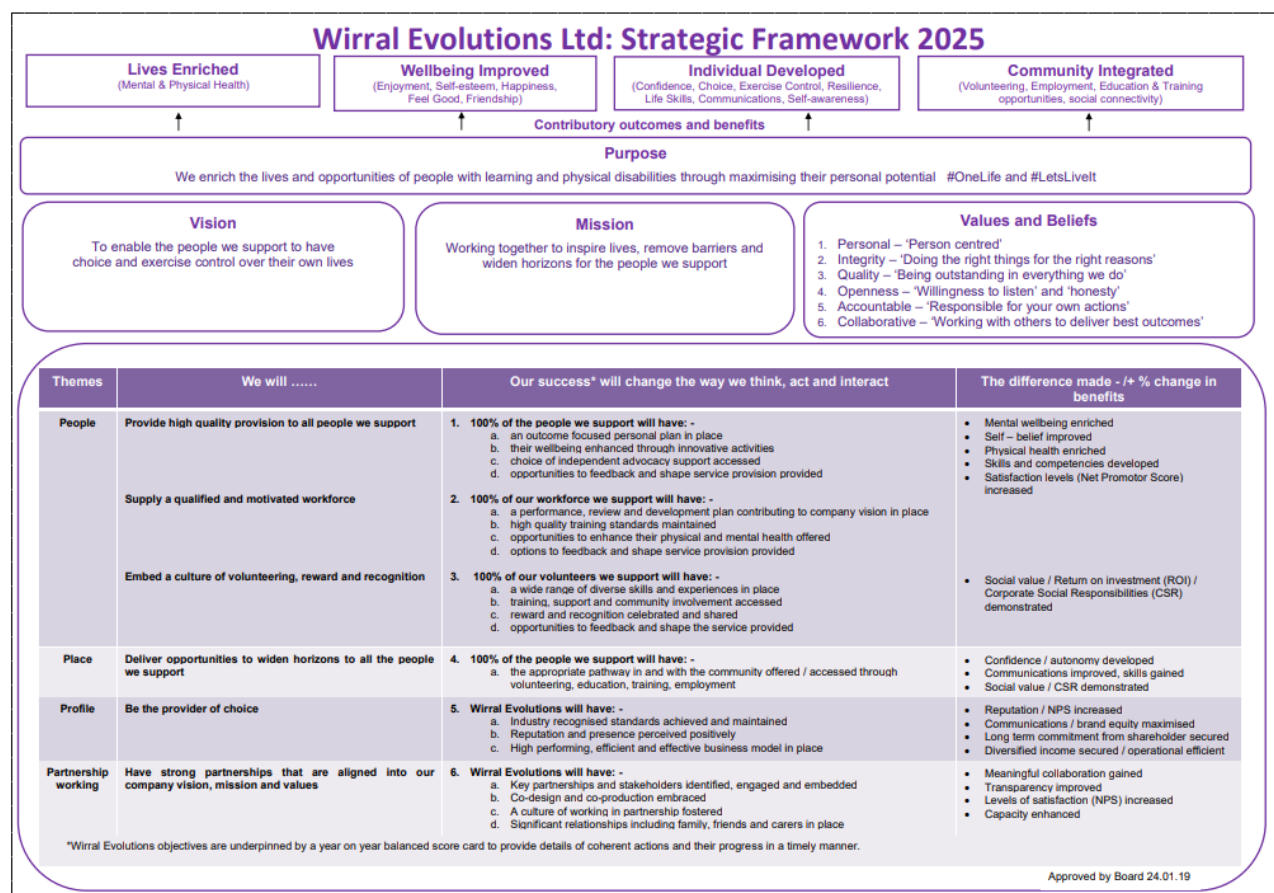 Wirral Evolutions Ltd: Strategic Framework 2025
Lives Enriched
(Mental & Physical Health)
Wellbeing Improved
(Enjoyment, Self-esteem, Happiness,
Feel Good, Friendship)
Individual Developed
(Confidence, Choice, Exercise Control, Resilience,
Life Skills, Communications, Self-awareness)
Community Integrated
(Volunteering, Employment, Education & Training
opportunities, social connectivity)
Contributory outcomes and benefits
Purpose
We enrich the lives and opportunities of people with learning and physical disabilities through maximising their personal potential #OneLife and #LetsLiveIt
Vision
To enable the people we support to have
choice and exercise control over their own lives
Mission
Working together to inspire lives, remove barriers and
widen horizons for the people we support
Values and Beliefs
1. Personal – ‘Person centred’
2. Integrity – ‘Doing the right things for the right reasons’
3. Quality – ‘Being outstanding in everything we do’
4. Openness – ‘Willingness to listen’ and ‘honesty’
5. Accountable – ‘Responsible for your own actions’
6. Collaborative – ‘Working with others to deliver best outcomes’
Themes
We will ……
Our success* will change the way we think, act and interact
The difference made - /+ % change in
benefits
People
Provide high quality provision to all people we support
1. 100% of the people we support will have: -
a. an outcome focused personal plan in place
b. their wellbeing enhanced through innovative activities
c. choice of independent advocacy support accessed
d. opportunities to feedback and shape service provision provided
• Mental wellbeing enriched
• Self – belief improved
• Physical health enriched
• Skills and competencies developed
• Satisfaction levels (Net Promotor Score)
increased
Supply a qualified and motivated workforce
2. 100% of our workforce we support will have: -
a. a performance, review and development plan contributing to company vision in place
b. high quality training standards maintained
c. opportunities to enhance their physical and mental health offered
d. options to feedback and shape service provision provided
Embed a culture of volunteering, reward and recognition
3. 100% of our volunteers we support will have: -
a. a wide range of diverse skills and experiences in place
b. training, support and community involvement accessed
c. reward and recognition celebrated and shared
d. opportunities to feedback and shape the service provided
• Social value / Return on investment (ROI) /
Corporate Social Responsibilities (CSR)
demonstrated
Place
Deliver opportunities to widen horizons to all the people
we support
4. 100% of the people we support will have: -
a. the appropriate pathway in and with the community offered / accessed through
volunteering, education, training, employment
• Confidence / autonomy developed
• Communications improved, skills gained
• Social value / CSR demonstrated
Profile
Be the provider of choice
5. Wirral Evolutions will have: -
a. Industry recognised standards achieved and maintained
b. Reputation and presence perceived positively
c. High performing, efficient and effective business model in place
• Reputation / NPS increased
• Communications / brand equity maximised
• Long term commitment from shareholder secured
• Diversified income secured / operational efficient
Partnership
working
Have strong partnerships that are aligned into our
company vision, mission and values
6. Wirral Evolutions will have: -
a. Key partnerships and stakeholders identified, engaged and embedded
b. Co-design and co-production embraced
c. A culture of working in partnership fostered
d. Significant relationships including family, friends and carers in place
• Meaningful collaboration gained
• Transparency improved
• Levels of satisfaction (NPS) increased
• Capacity enhanced
*Wirral Evolutions objectives are underpinned by a year on year balanced score card to provide details of coherent actions and their progress in a timely manner.
Approved by Board 24.01.19